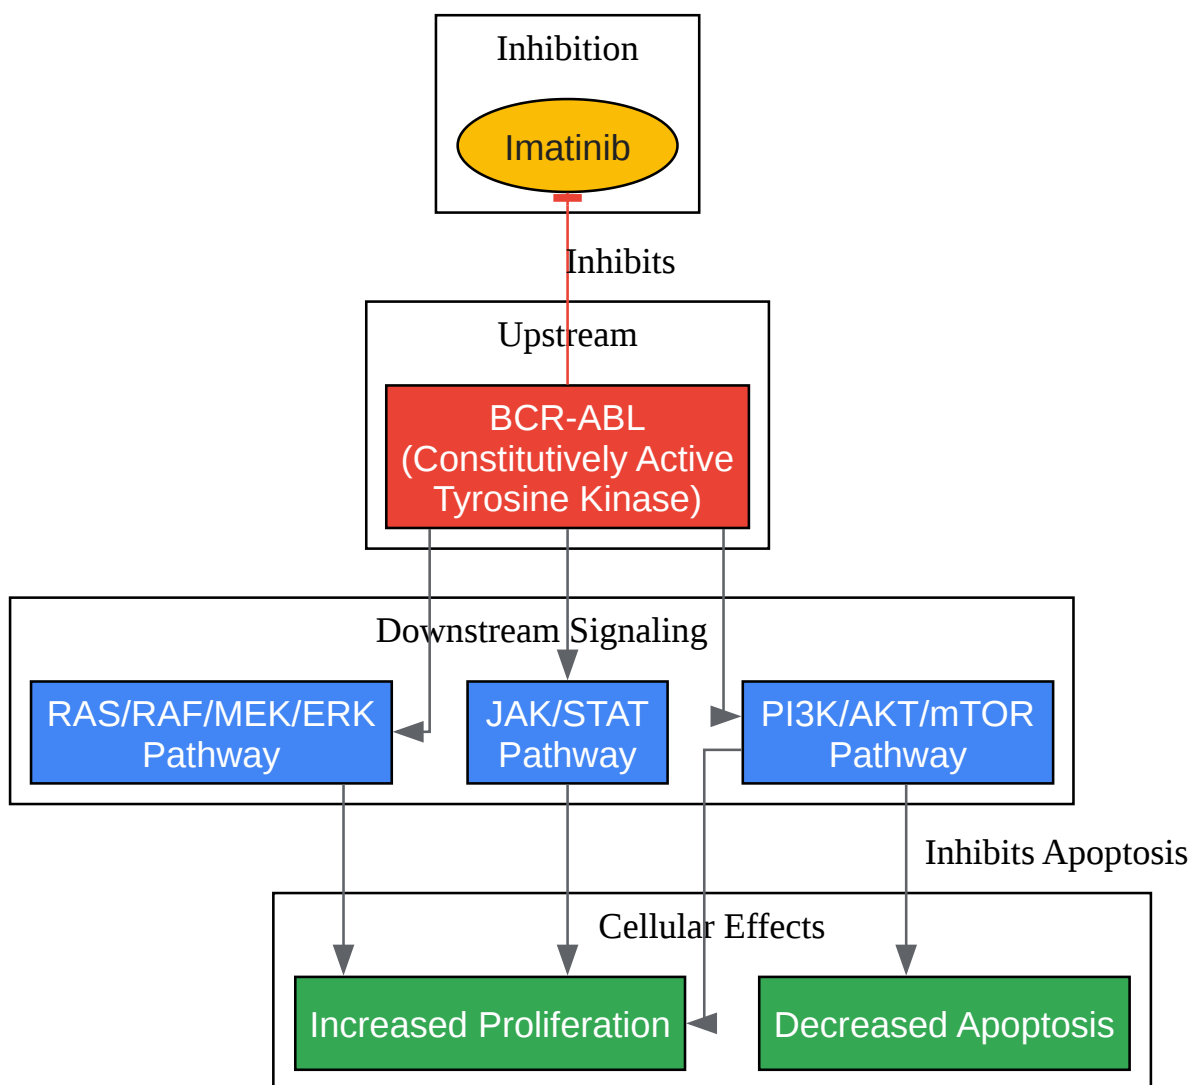 Inhibition
Imatinib
Inhibits
Upstream
BCR-ABL
(Constitutively Active
Tyrosine Kinase)
Downstream Signaling
RAS/RAF/MEK/ERK
Pathway
JAK/STAT
Pathway
PI3K/AKT/mTOR
Pathway
Inhibits Apoptosis
Cellular Effects
Increased Proliferation
Decreased Apoptosis